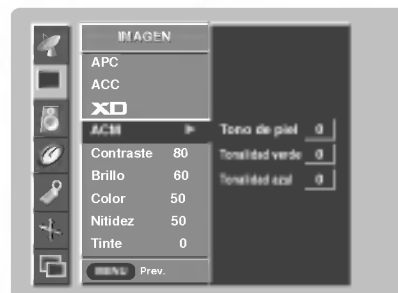 IMAGEN
APC
ACC
XD
ACM
Tono de piel 0
Contraste 80
Tonalidad verde 0
Brillo 60
Tonalidad azul 0
Color 50
Nitidez 50
Tinte 0
MENU Prev.